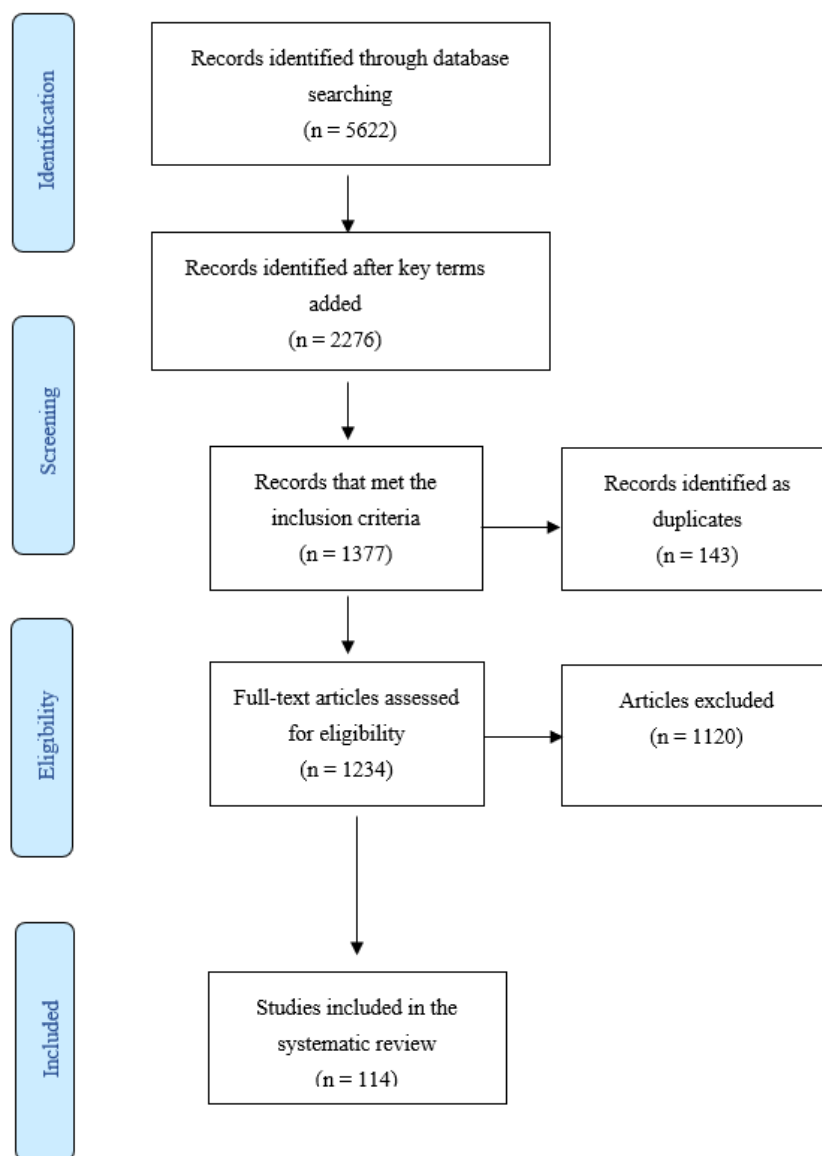 Identification
Records identified through database
searching
(n = 5622)
Records identified after key terms
added
(n = 2276)
Screening
Records that met the
inclusion criteria
(n = 1377)
Records identified as
duplicates
(n = 143)
Eligibility
Full-text articles assessed
for eligibility
(n = 1234)
Articles excluded
(n = 1120)
Included
Studies included in the
systematic review
(n = 114)